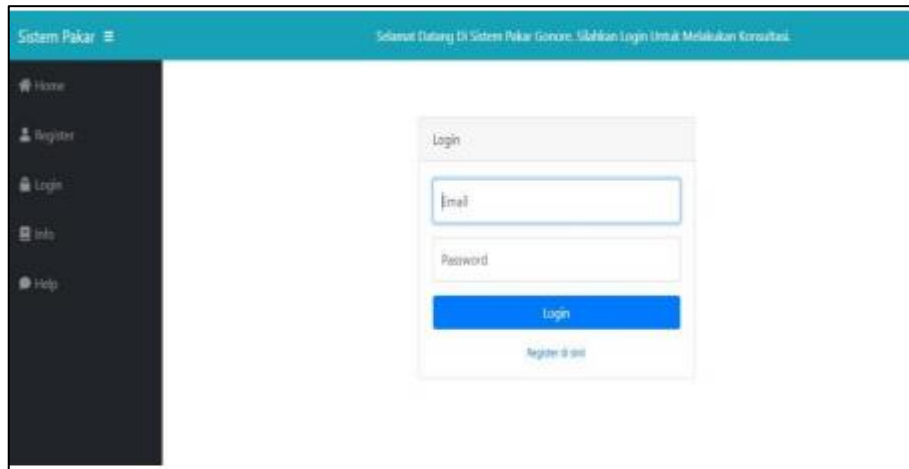 Sistem Pakar
Selamat Datang Di Sistem Pakar Gonore. Silahkan Login Untuk Melakukan Konsultasi.
Home
Register
Login
Info
Help
Login
Email
Password
Login
Register di sini